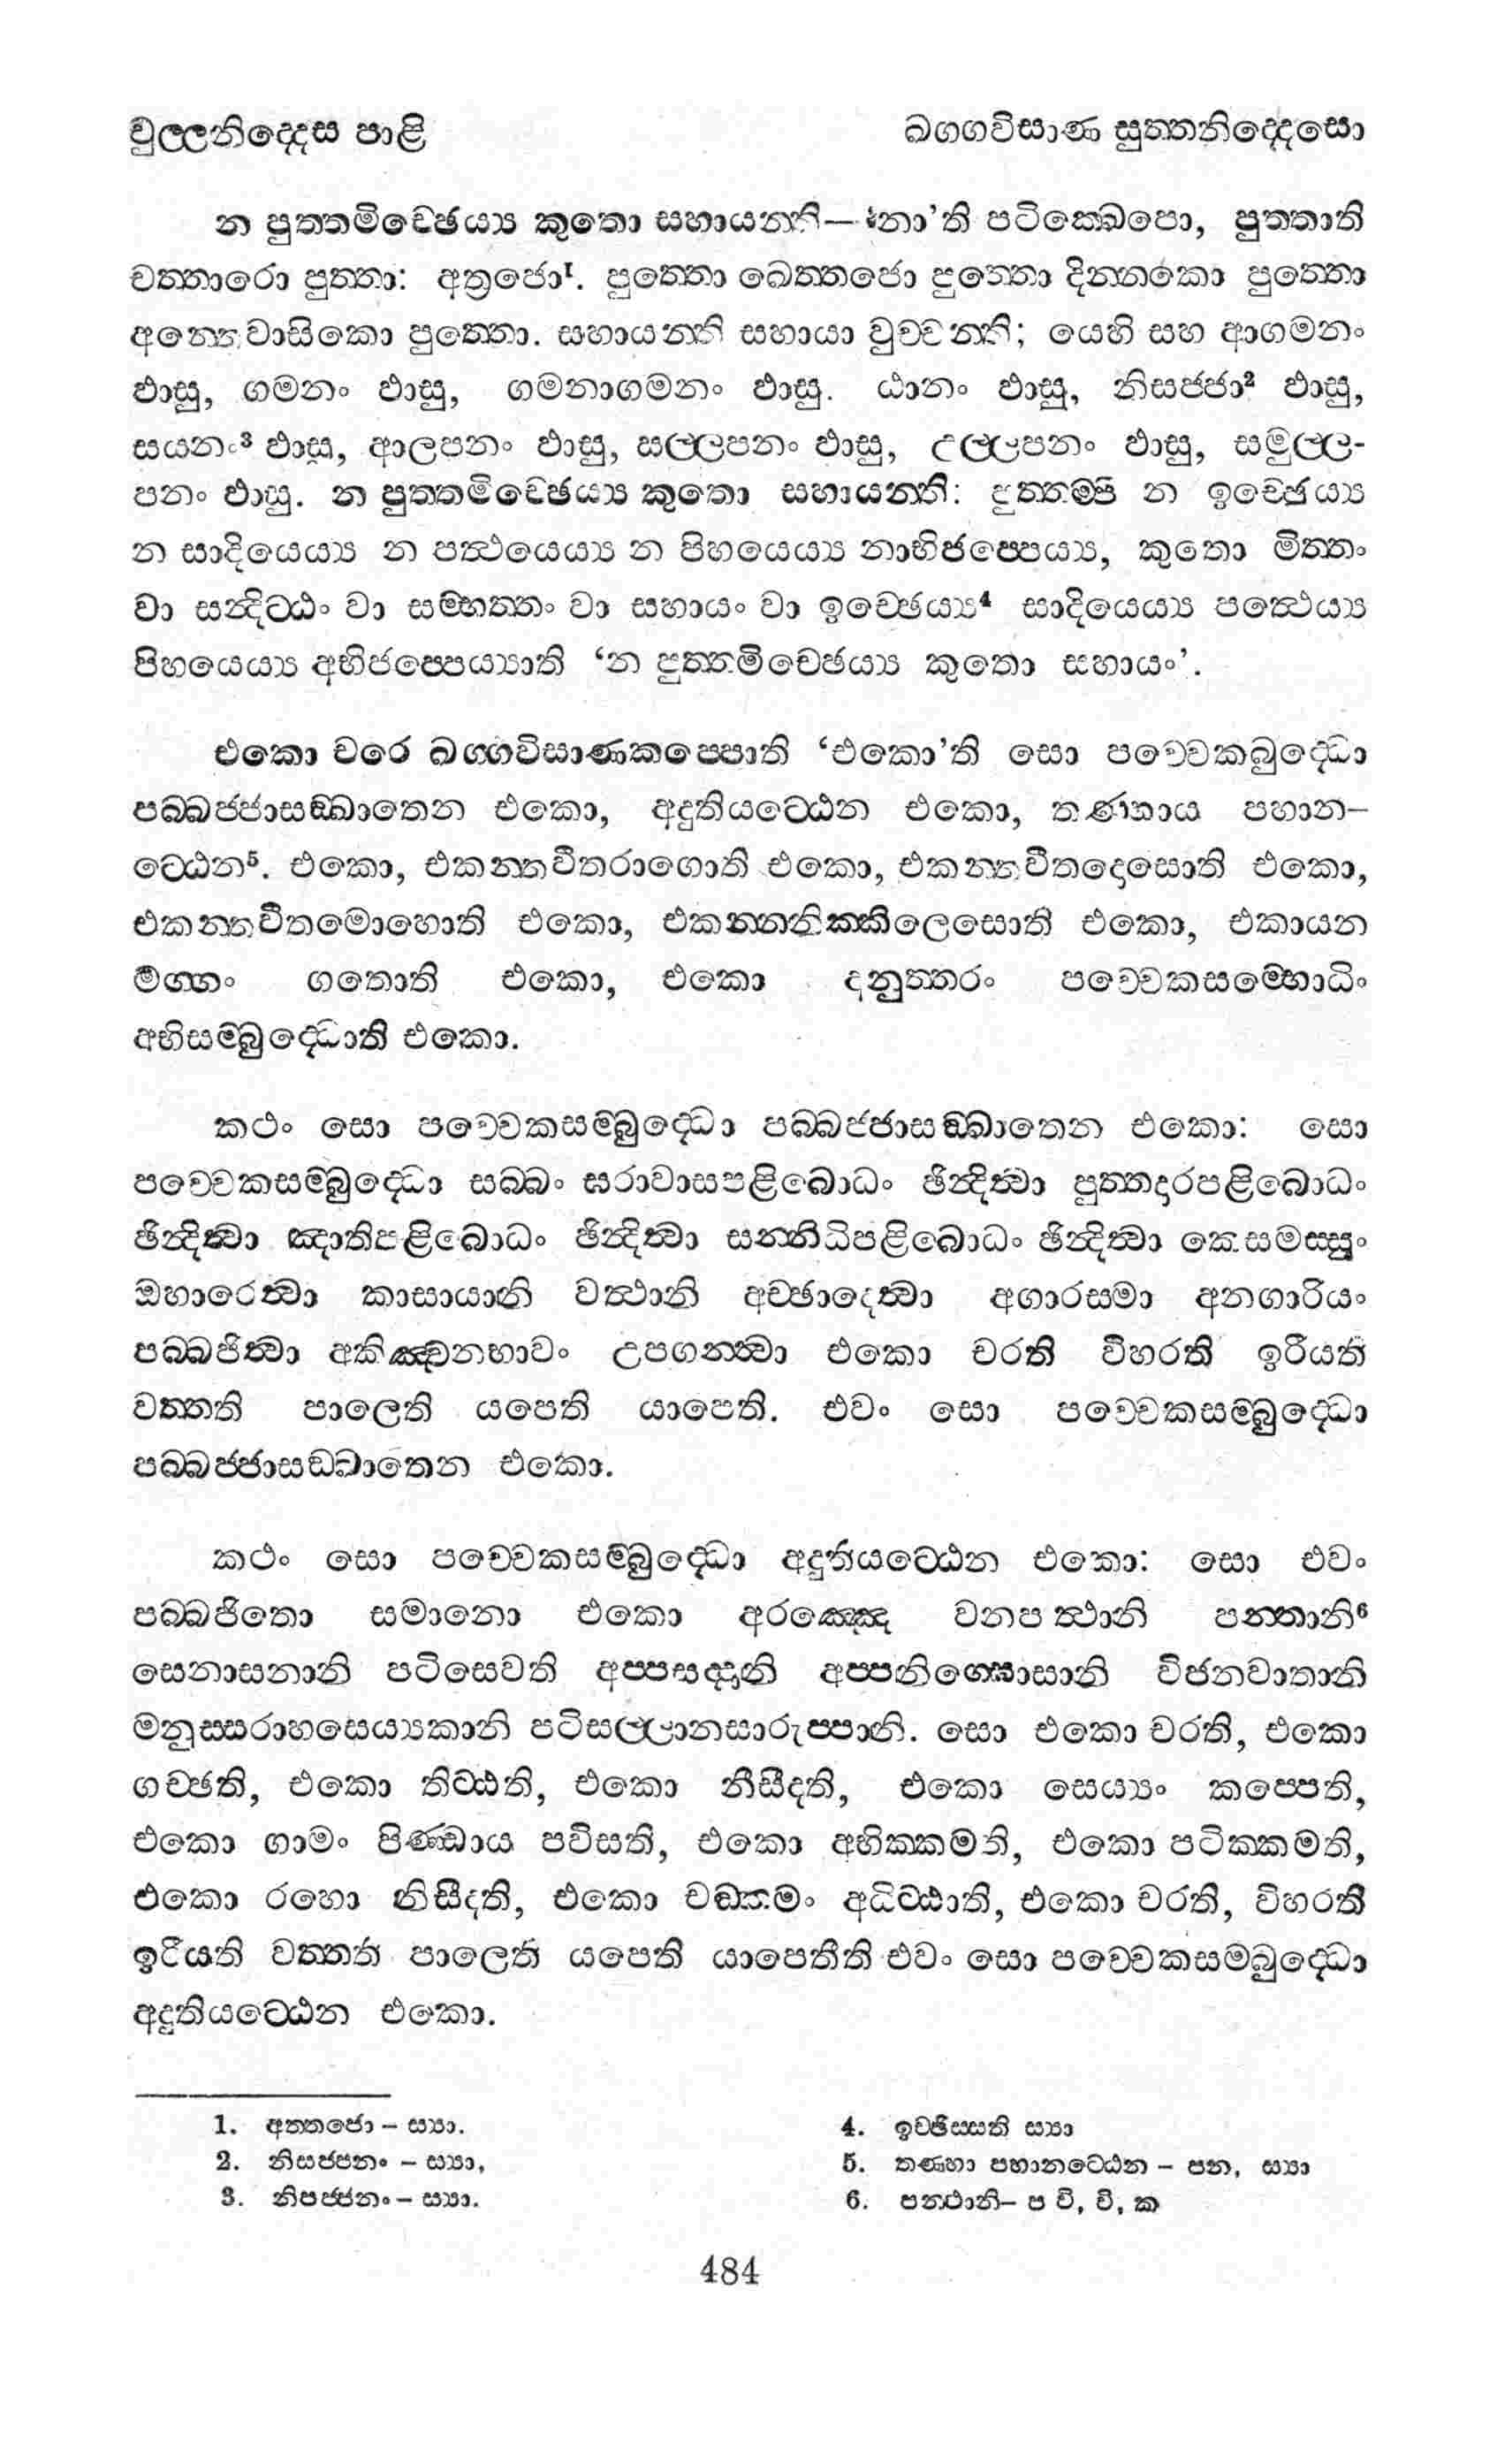 චුල්ලනිද්දෙස පාළි
ඛග්ගවිසාණ සුත්තනිද්දෙසො
න පුත්තමිච්ඡෙය්‍ය කුතො සහායන්ති— නා’ති පටික්ඛෙපො, පුත්තාති
චත්තාරො පුත්තා: අත්‍රජො¹. පුත්තො ඛෙත්තජො පුත්තො දින්නකො පුත්තො
අන්තෙවාසිකො පුත්තො. සහායන්ති සහායා වුච්චන්ති; යෙහි සහ ආගමනං
ඵාසු, ගමනං ඵාසු, ගමනාගමනං ඵාසු. ඨානං ඵාසු, නිසජ්ජා² ඵාසු,
සයනං³ ඵාසු, ආලපනං ඵාසු, සල්ලපනං ඵාසු, උල්ලපනං ඵාසු, සමුල්ල-
පනං ඵාසු. න පුත්තමිච්ඡෙය්‍ය කුතො සහායන්ති: පුත්තම්පි න ඉච්ඡෙය්‍ය
න සාදියෙය්‍ය න පත්ථයෙය්‍ය න පිහයෙය්‍ය නාභිජප්පෙය්‍ය, කුතො මිත්තං
වා සන්දිට්ඨං වා සම්භත්තං වා සහායං වා ඉච්ඡෙය්‍ය⁴ සාදියෙය්‍ය පත්ථෙය්‍ය
පිහයෙය්‍ය අභිජප්පෙය්‍යාති ‘න පුත්තමිච්ඡෙය්‍ය කුතො සහායං’.
එකො චරෙ ඛග්ගවිසාණකප්පොති ‘එකො’ති සො පච්චෙකබුද්ධො
පබ්බජ්ජාසඞ්ඛාතෙන එකො, අදුතියට්ඨෙන එකො, තණ්හාය පහාන–
ට්ඨෙන⁵. එකො, එකන්තවීතරාගොති එකො, එකන්තවීතදොසොති එකො,
එකන්තවීතමොහොති එකො, එකන්තනික්කිලෙසොති එකො, එකායන
මග්ගං ගතොති එකො, එකො දනුත්තරං පච්චෙකසම්භොධිං
අභිසම්බුද්ධොති එකො.
කථං සො පච්චෙකසම්බුද්ධො පබ්බජ්ජාසඞ්ඛාතෙන එකො: සො
පච්චෙකසම්බුද්ධො සබ්බං ඝරාවාසපළිබොධං ඡින්දිත්වා පුත්තදාරපළිබොධං
ඡින්දිත්වා ඤාතිපළිබොධං ඡින්දිත්වා සන්නිධිපළිබොධං ඡින්දිත්වා කෙසමස්සුං
ඔහාරෙත්වා කාසායානි වත්ථානි අච්ඡාදෙත්වා අගාරසමා අනගාරියං
පබ්බජිත්වා අකිඤ්චනභාවං උපගන්ත්වා එකො චරති විහරති ඉරීයති
වත්තති පාලෙති යපෙති යාපෙති. එවං සො පච්චෙකසම්බුද්ධො
පබ්බජ්ජාසඞ්ඛාතෙන එකො.
කථං සො පච්චෙකසම්බුද්ධො අදුතියට්ඨෙන එකො: සො එවං
පබ්බජිතො සමානො එකො අරඤ්ඤෙ වනපත්ථානි පන්තානි⁶
සෙනාසනානි පටිසෙවති අප්පසද්දානි අප්පනිග්ඝොසානි විජනවාතානි
මනුස්සරාහසෙය්‍යකානි පටිසල්ලානසාරුප්පානි. සො එකො චරති, එකො
ගච්ඡති, එකො තිට්ඨති, එකො නිසීදති, එකො සෙය්‍යං කප්පෙති,
එකො ගාමං පිණ්ඩාය පවිසති, එකො අභික්කමති, එකො පටික්කමති,
එකො රහො නිසීදති, එකො චඞ්කමං අධිට්ඨාති, එකො චරති, විහරති
ඉරීයති වත්තති පාලෙති යපෙති යාපෙතීති එවං සො පච්චෙකසම්බුද්ධො
අදුතියට්ඨෙන එකො.
1. අත්තජො – ස්‍යා.
2. නිසජ්ජනං – ස්‍යා,
3. නිපජ්ජනං – ස්‍යා.
4. ඉච්ඡිස්සති ස්‍යා
5. තණ්හා පහානට්ඨෙන – පන, ස්‍යා
6. පන්ථානි– ප වි, වි, ක
484